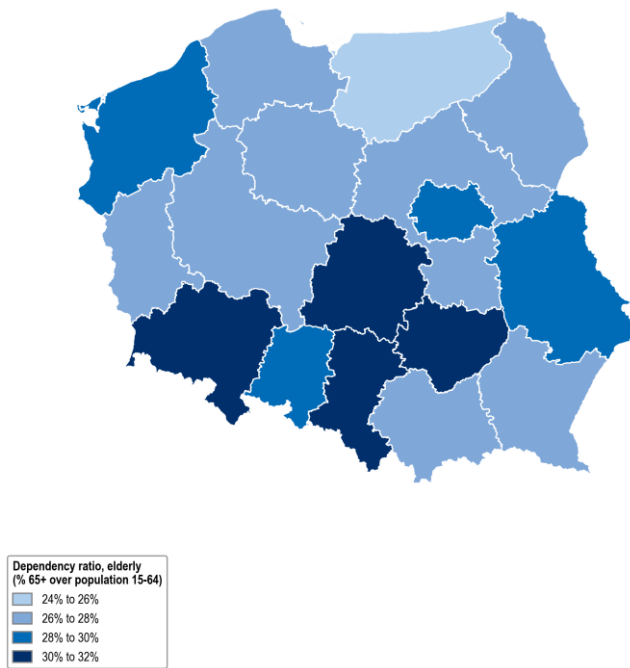 Dependency ratio, elderly
(% 65+ over population 15-64)
24% to 26%
26% to 28%
28% to 30%
30% to 32%